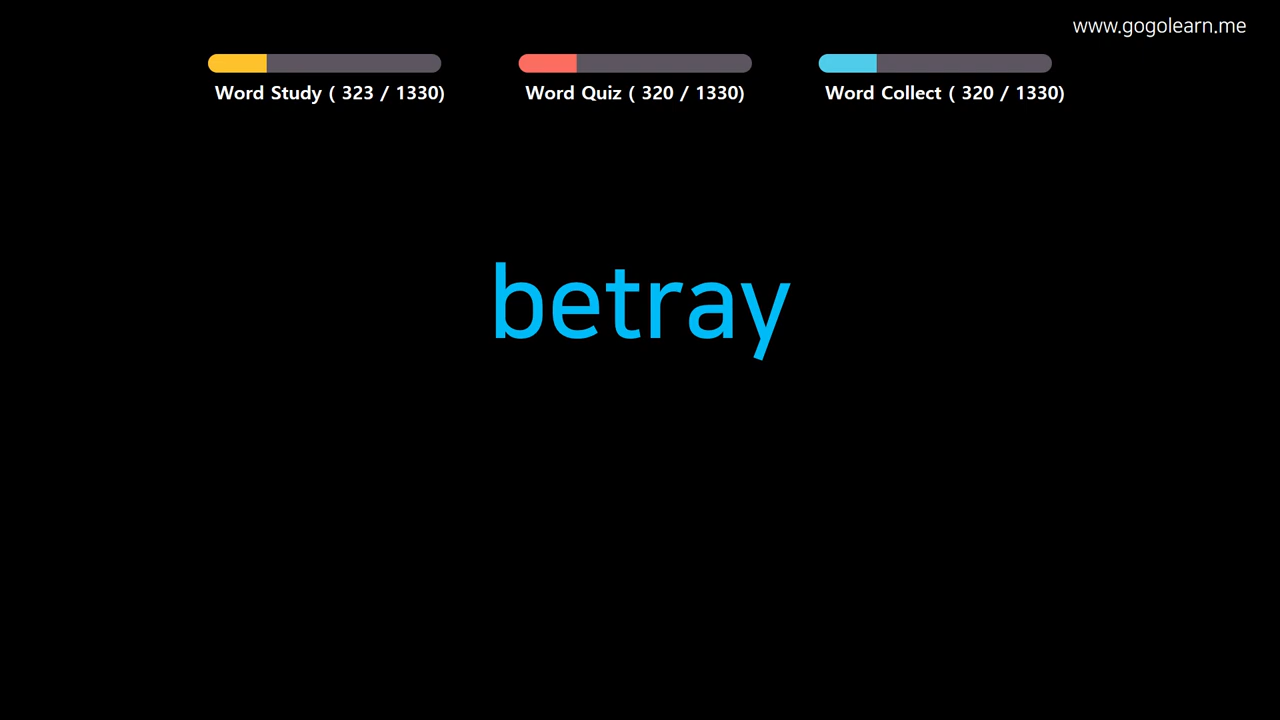 www.gogolearn.me
Word Study ( 323 / 1330)
Word Quiz ( 320 / 1330)
Word Collect ( 320 / 1330)
betray